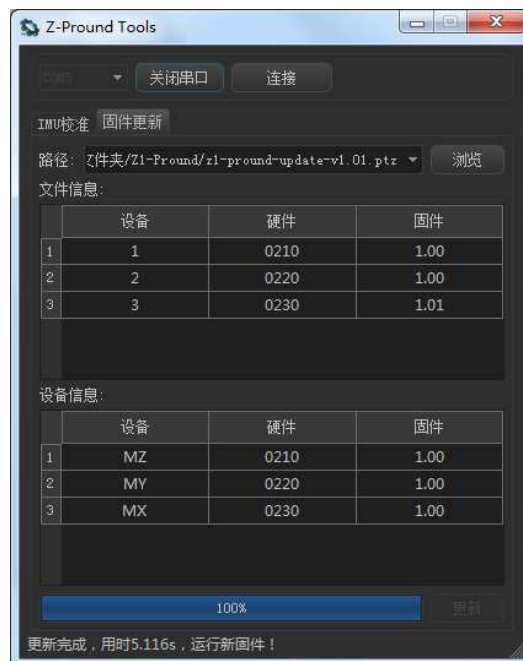 Z-Pround Tools
COM5 关闭串口 连接
IMU校准 固件更新
路径: 文件夹/Z1-Pround/z1-pround-update-v1.01.ptz 浏览
文件信息:
设备 硬件 固件
1 1 0210 1.00
2 2 0220 1.00
3 3 0230 1.01
设备信息:
设备 硬件 固件
1 MZ 0210 1.00
2 MY 0220 1.00
3 MX 0230 1.00
100% 更新
更新完成，用时5.116s，运行新固件！